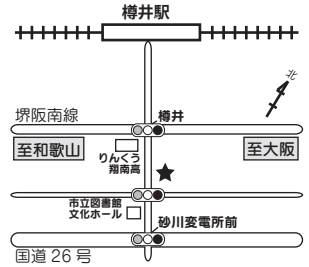 樽井駅
北
堺阪南線
樽井
至和歌山
りんくう
翔南高
至大阪
市立図書館
文化ホール
砂川変電所前
国道26号